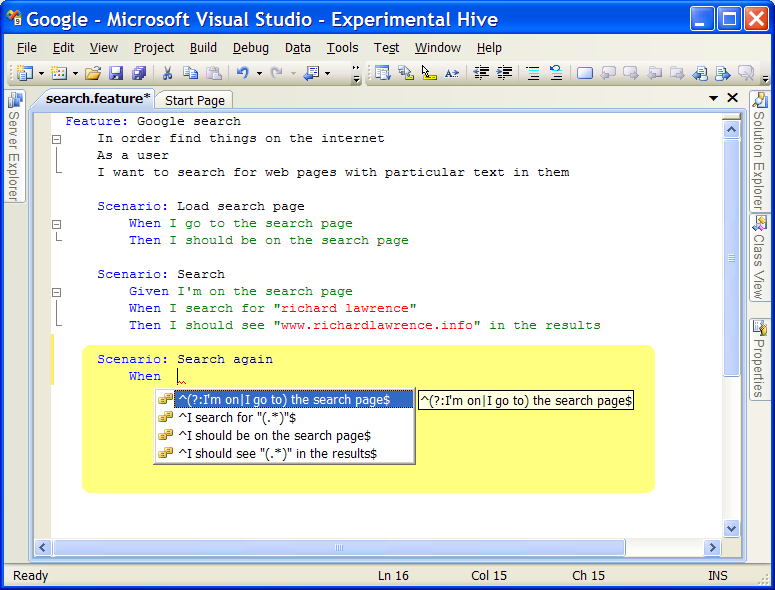 Google - Microsoft Visual Studio - Experimental Hive
File Edit View Project Build Debug Data Tools Test Window Help
search.feature* Start Page
Server Explorer
Feature: Google search
In order find things on the internet
As a user
I want to search for web pages with particular text in them
Scenario: Load search page
When I go to the search page
Then I should be on the search page
Scenario: Search
Given I'm on the search page
When I search for "richard lawrence"
Then I should see "www.richardlawrence.info" in the results
Scenario: Search again
When
^(?:I'm on|I go to) the search page$ ^(?:I'm on|I go to) the search page$
^I search for "(.*)"$
^I should be on the search page$
^I should see "(.*)" in the results$
Solution Explorer
Class View
Properties
Ready Ln 16 Col 15 Ch 15 INS